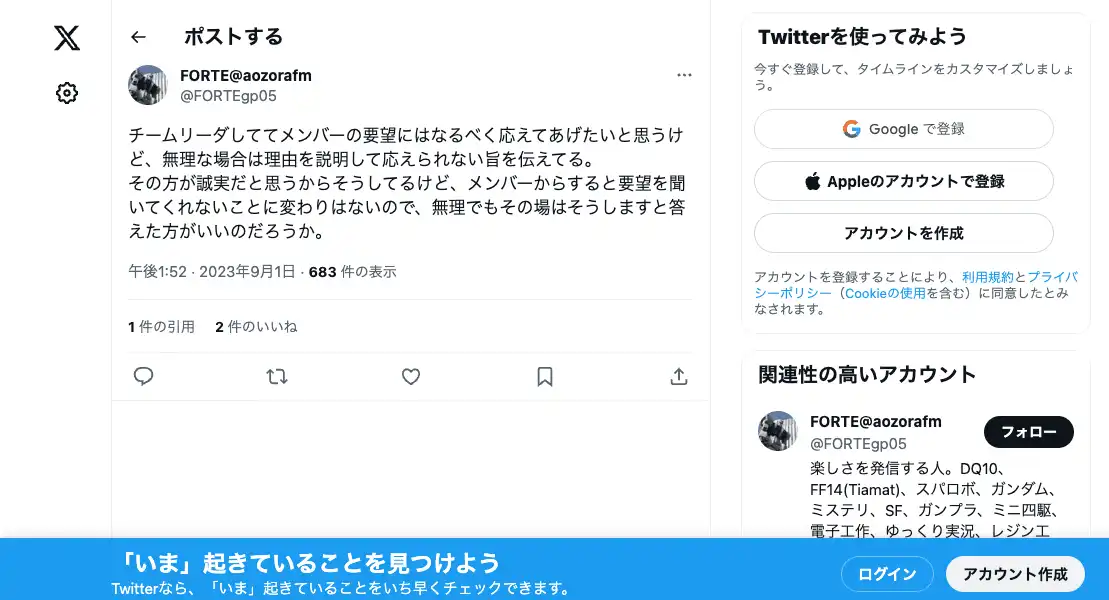 ポストする
FORTE@aozorafm
@FORTEgp05
チームリーダしててメンバーの要望にはなるべく応えてあげたいと思うけ
ど、無理な場合は理由を説明して応えられない旨を伝えてる。
その方が誠実だと思うからそうしてるけど、メンバーからすると要望を聞
いてくれないことに変わりはないので、無理でもその場はそうしますと答
えた方がいいのだろうか。
午後1:52 · 2023年9月1日 · 683 件の表示
1 件の引用 2 件のいいね
Twitterを使ってみよう
今すぐ登録して、タイムラインをカスタマイズしましょ
う。
Google で登録
Appleのアカウントで登録
アカウントを作成
アカウントを登録することにより、利用規約とプライバ
シーポリシー（Cookieの使用を含む）に同意したとみ
なされます。
関連性の高いアカウント
FORTE@aozorafm
@FORTEgp05
フォロー
楽しさを発信する人。DQ10、
FF14(Tiamat)、スパロボ、ガンダム、
ミステリ、SF、ガンプラ、ミニ四駆、
電子工作、ゆっくり実況、レジンエ
「いま」起きていることを見つけよう
Twitterなら、「いま」起きていることをいち早くチェックできます。
ログイン
アカウント作成